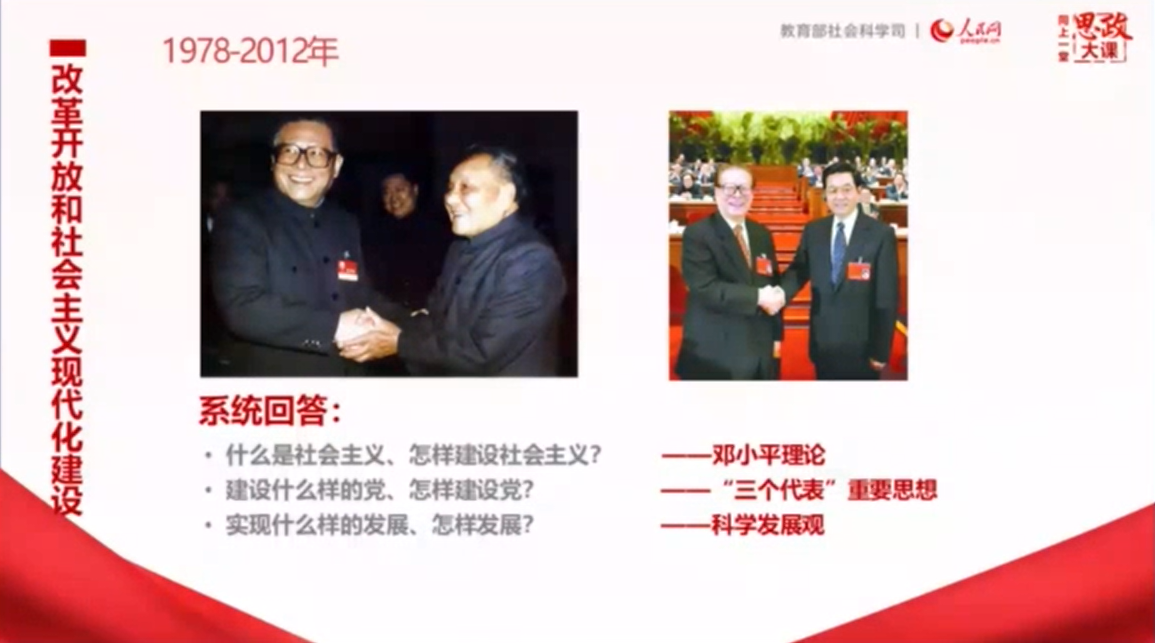 教育部社会科学司 | 人民网
people.cn
同上一堂
思政
大课
1978-2012年
改革开放和社会主义现代化建设
系统回答：
• 什么是社会主义、怎样建设社会主义？ ——邓小平理论
• 建设什么样的党、怎样建设党？ ——“三个代表”重要思想
• 实现什么样的发展、怎样发展？ ——科学发展观